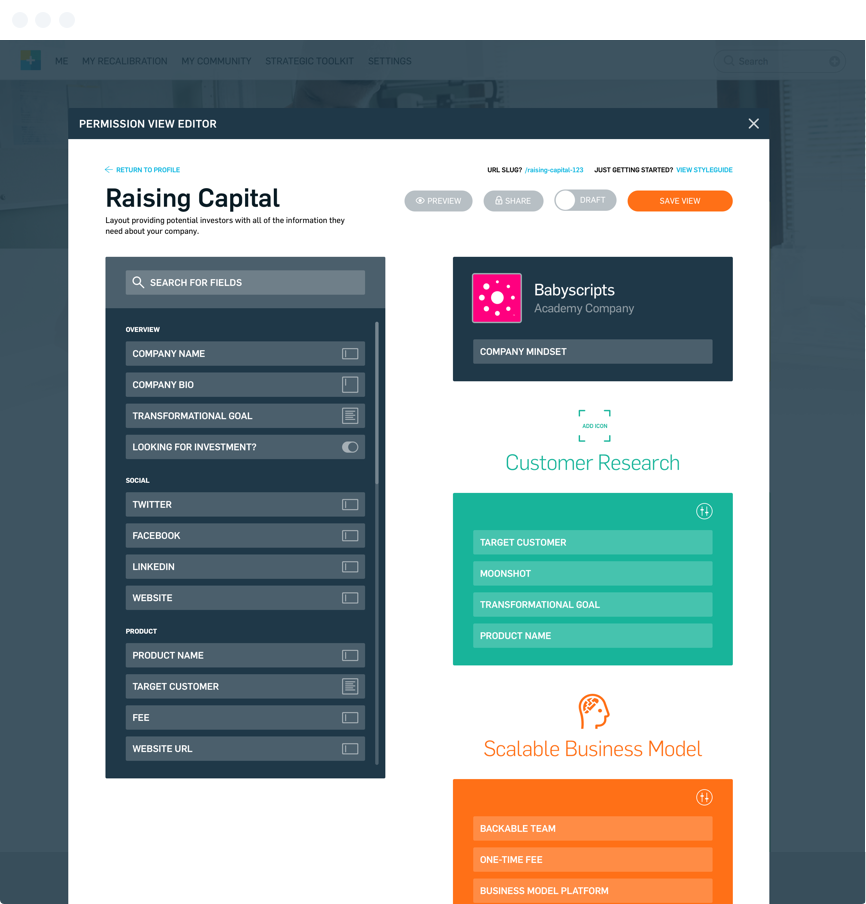 ME MY RECALIBRATION MY COMMUNITY STRATEGIC TOOLKIT SETTINGS Search
PERMISSION VIEW EDITOR
RETURN TO PROFILE
URL SLUG? /raising-capital-123 JUST GETTING STARTED? VIEW STYLEGUIDE
Raising Capital
Layout providing potential investors with all of the information they
need about your company.
PREVIEW SHARE DRAFT SAVE VIEW
SEARCH FOR FIELDS
OVERVIEW
COMPANY NAME
COMPANY BIO
TRANSFORMATIONAL GOAL
LOOKING FOR INVESTMENT?
SOCIAL
TWITTER
FACEBOOK
LINKEDIN
WEBSITE
PRODUCT
PRODUCT NAME
TARGET CUSTOMER
FEE
WEBSITE URL
Babyscripts
Academy Company
COMPANY MINDSET
ADD ICON
Customer Research
TARGET CUSTOMER
MOONSHOT
TRANSFORMATIONAL GOAL
PRODUCT NAME
Scalable Business Model
BACKABLE TEAM
ONE-TIME FEE
BUSINESS MODEL PLATFORM